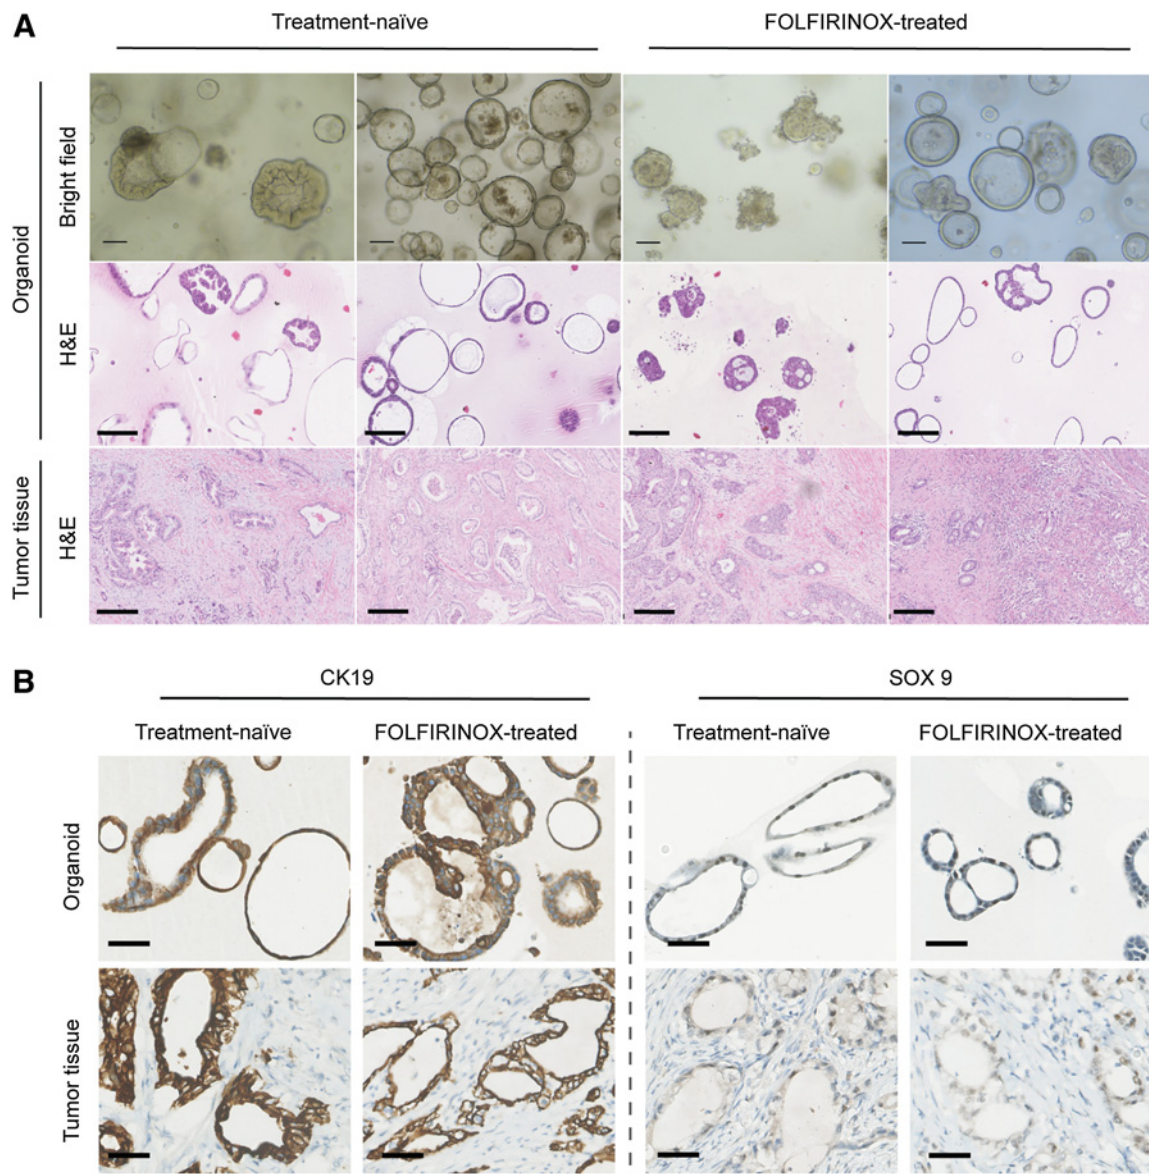 A
Treatment-naïve
FOLFIRINOX-treated
Organoid
Bright field
H&E
Tumor tissue
H&E
B
CK19
SOX 9
Treatment-naïve
FOLFIRINOX-treated
Treatment-naïve
FOLFIRINOX-treated
Organoid
Tumor tissue